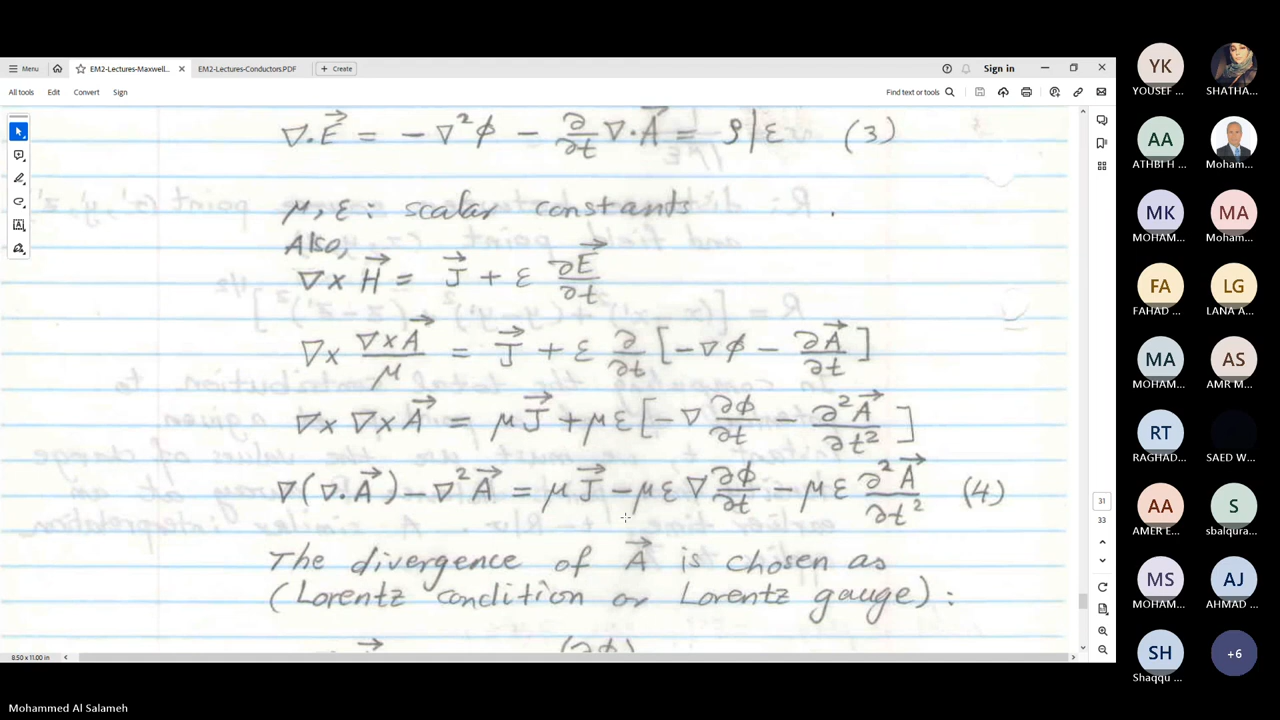 Menu
EM2-Lectures-Maxwell...
EM2-Lectures-Conductors.PDF
+ Create
Sign in
All tools Edit Convert Sign
Find text or tools
∇·E⃗ = −∇²ϕ − ∂/∂t ∇·A⃗ = ρ/ε (3)
μ, ε : scalar constants .
Also,
∇× H⃗ = J⃗ + ε ∂E⃗/∂t
∇× (∇×A⃗)/μ = J⃗ + ε ∂/∂t [−∇ϕ − ∂A⃗/∂t]
∇× ∇×A⃗ = μJ⃗ + με[−∇ ∂ϕ/∂t − ∂²A⃗/∂t²]
∇(∇·A⃗) − ∇²A⃗ = μJ⃗ − με∇ ∂ϕ/∂t − με ∂²A⃗/∂t² (4)
The divergence of A⃗ is chosen as
(Lorentz condition or Lorentz gauge) :
31
33
8.50 x 11.00 in
YK
YOUSEF ...
SHATHA...
AA
ATHBI H ...
Moham...
MK
MOHAM...
MA
Moham...
FA
FAHAD ...
LG
LANA A...
MA
MOHAM...
AS
AMR M...
RT
RAGHAD...
SAED W...
AA
AMER E...
S
sbalqura...
MS
MOHAM...
AJ
AHMAD ...
SH
Shaqqu ...
+6
Mohammed Al Salameh